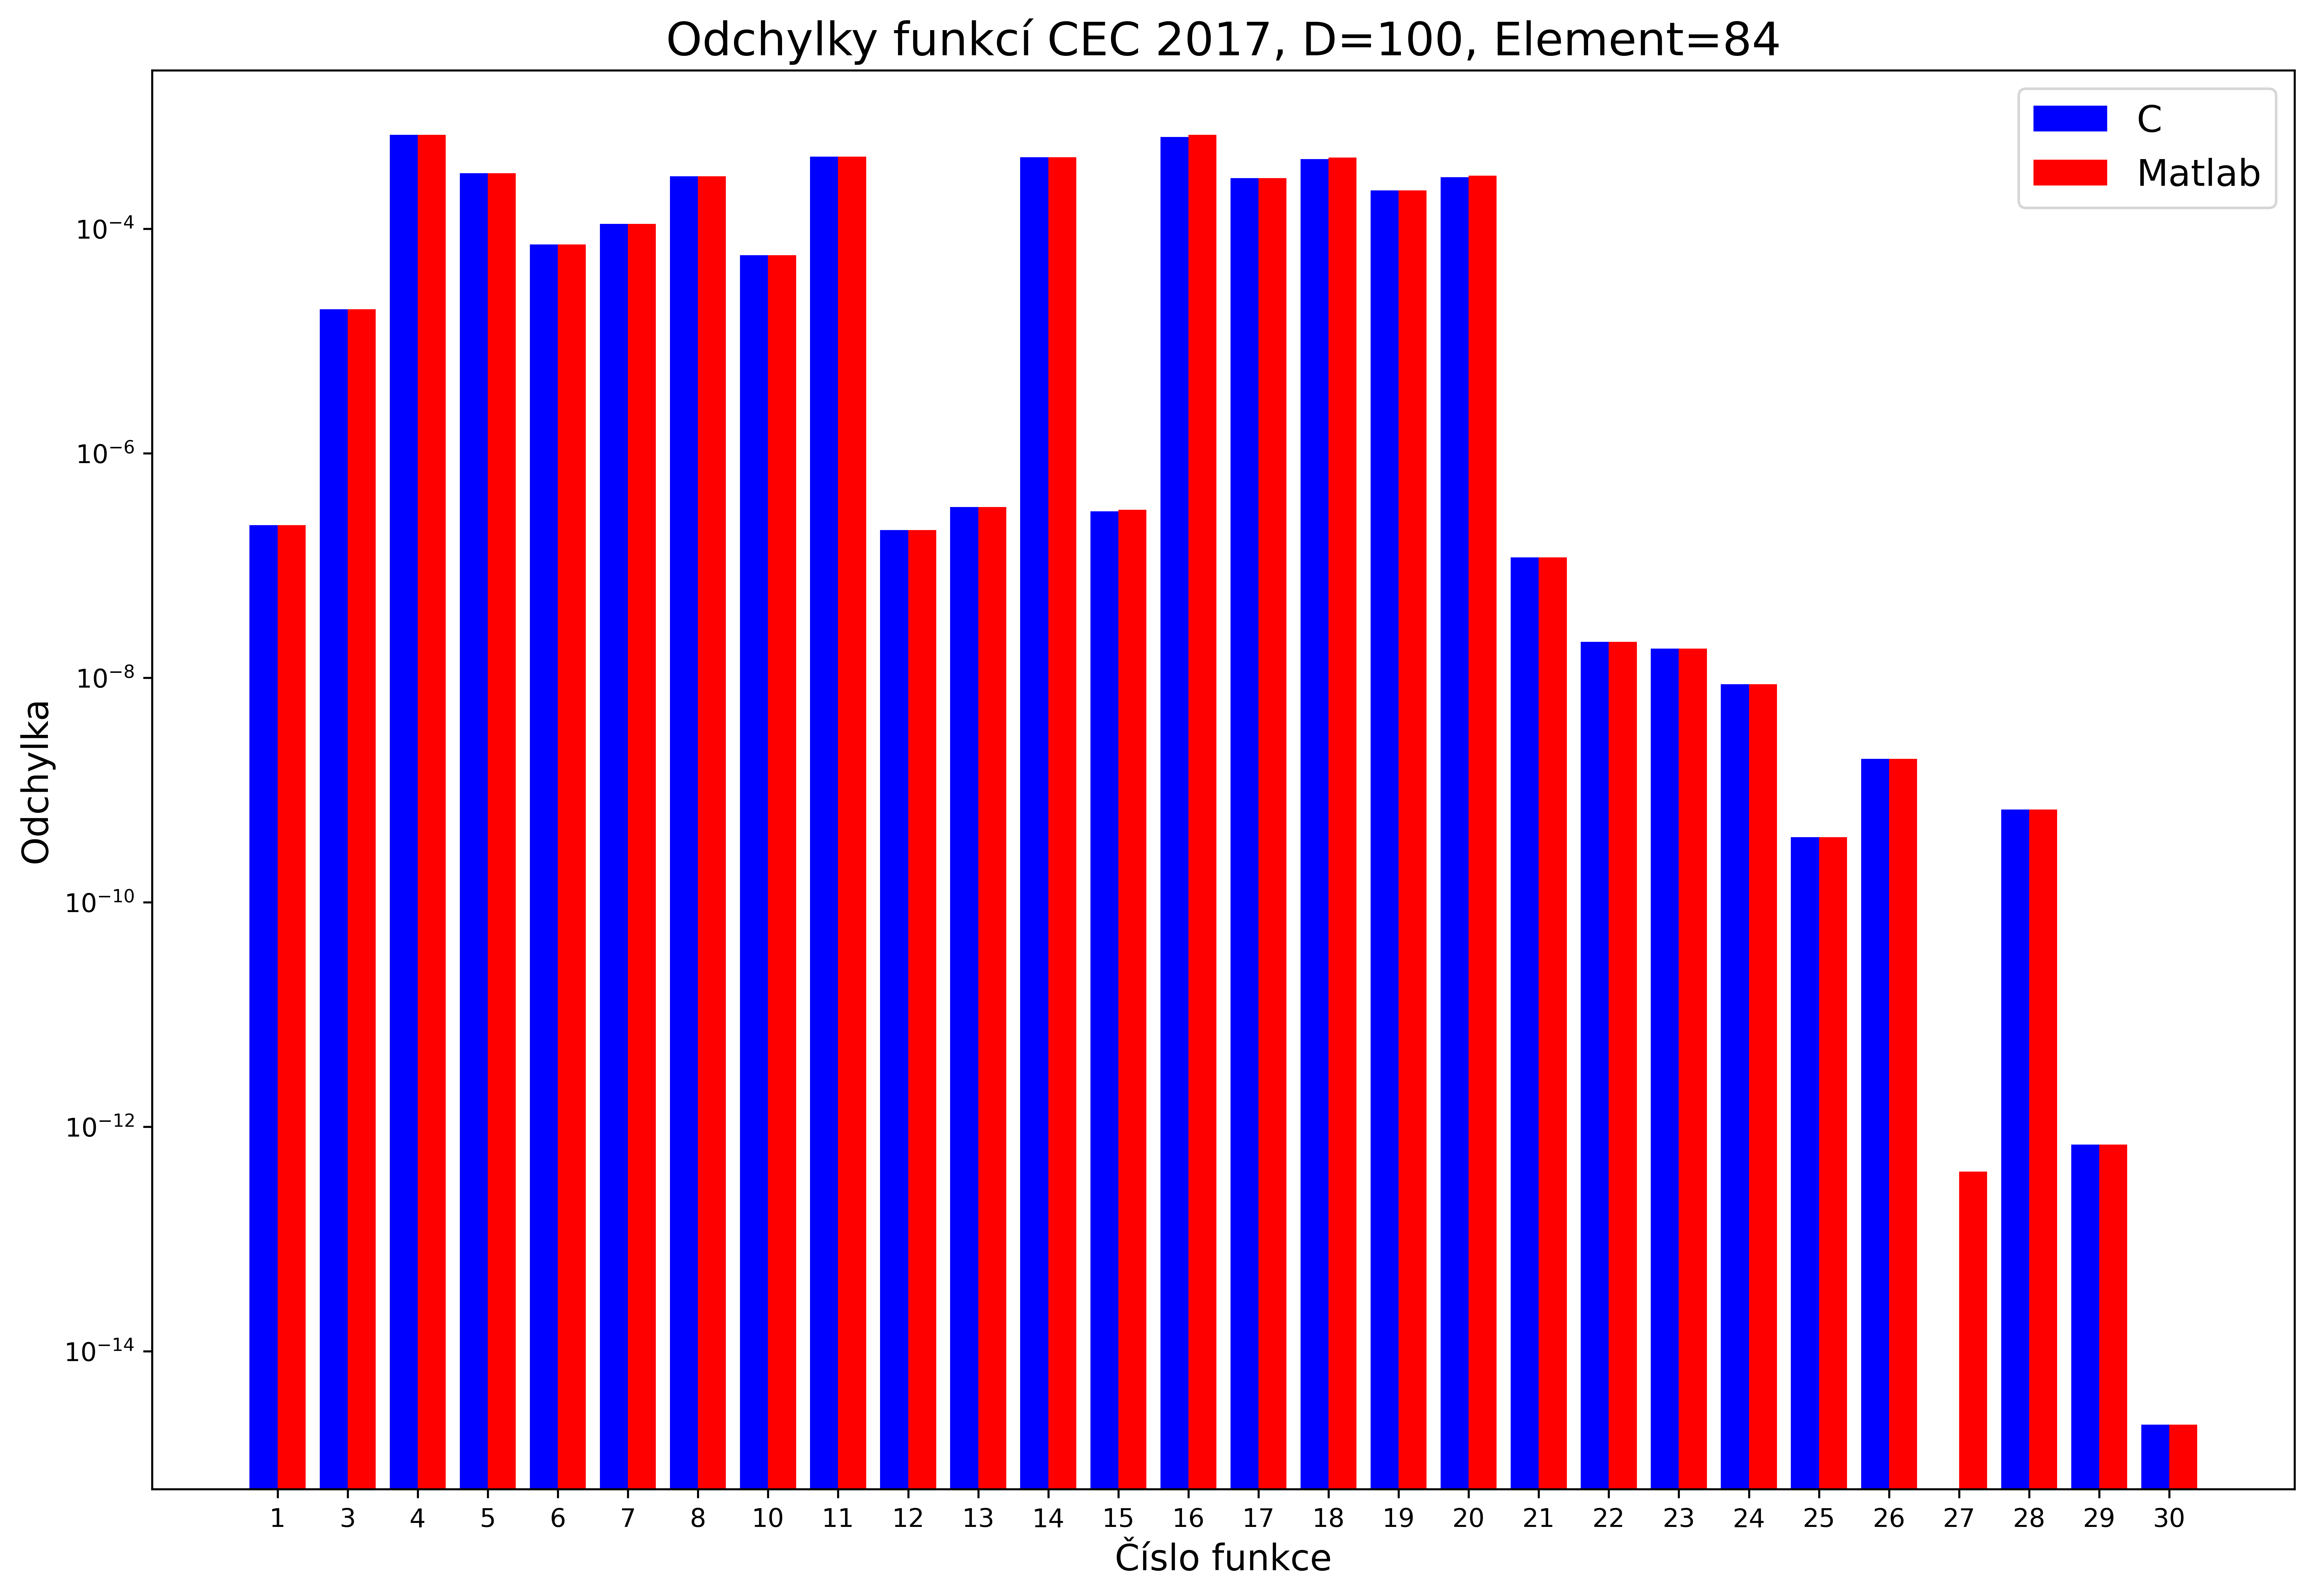 Odchylky funkcí CEC 2017, D=100, Element=84
C
Matlab
Odchylka
10⁻⁴
10⁻⁶
10⁻⁸
10⁻¹⁰
10⁻¹²
10⁻¹⁴
1 3 4 5 6 7 8 10 11 12 13 14 15 16 17 18 19 20 21 22 23 24 25 26 27 28 29 30
Číslo funkce